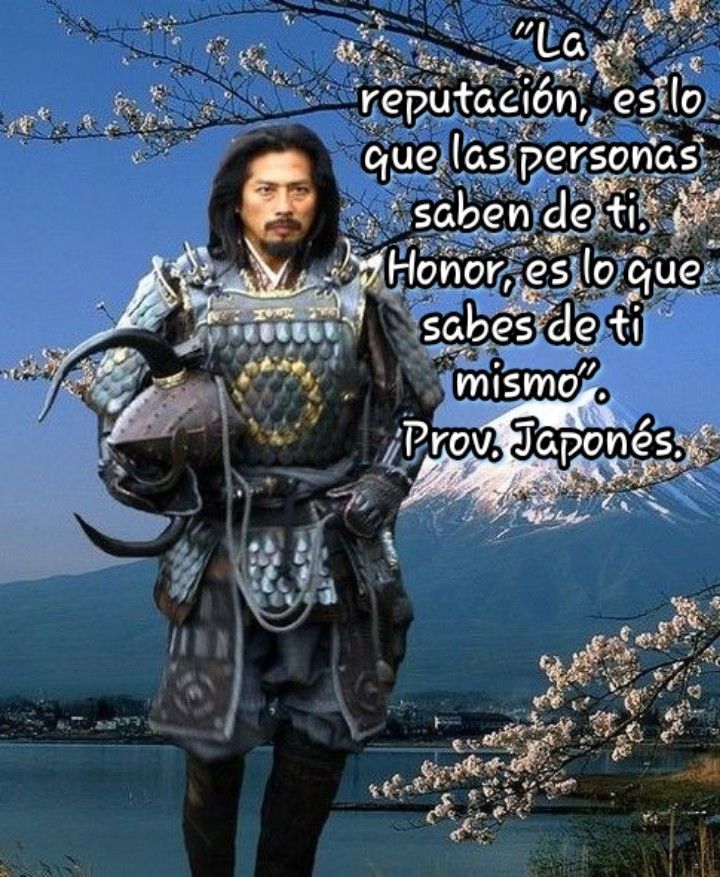 "La
reputación, es lo
que las personas
saben de ti.
Honor, es lo que
sabes de ti
mismo".
Prov. Japonés.